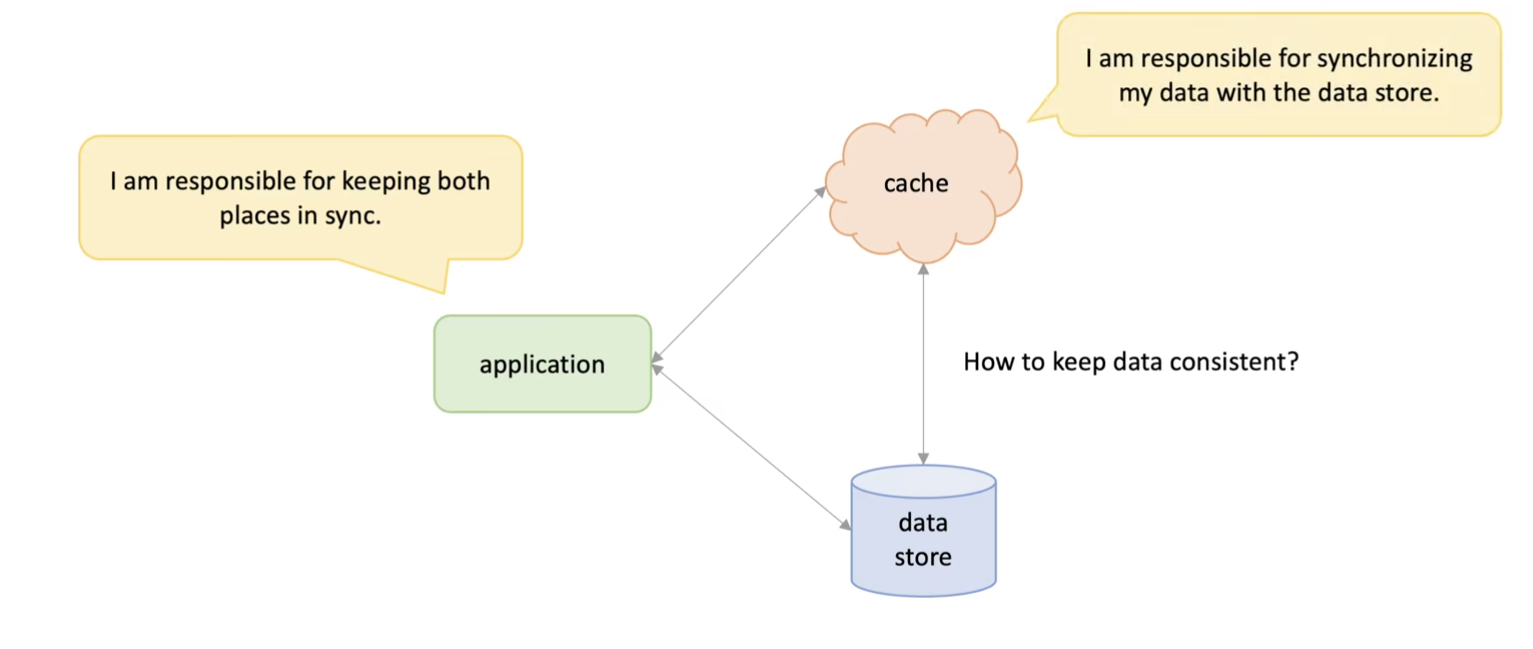 I am responsible for synchronizing
my data with the data store.
I am responsible for keeping both
places in sync.
cache
application
How to keep data consistent?
data
store